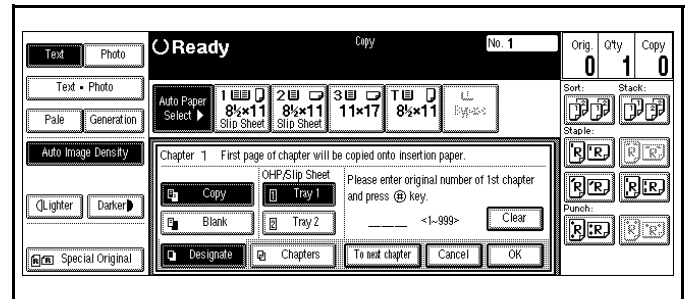 Text Photo
Text • Photo
Pale Generation
Auto Image Density
Lighter Darker
Special Original
Ready Copy No. 1
Auto Paper Select ▶
1 8½×11 Slip Sheet
2 8½×11 Slip Sheet
3 11×17
T 8½×11
Bypass
Chapter 1 First page of chapter will be copied onto insertion paper.
OHP/Slip Sheet
Copy 1 Tray 1
Blank 2 Tray 2
Please enter original number of 1st chapter
and press (#) key.
___ <1~999> Clear
Designate Chapters To next chapter Cancel OK
Orig. Q'ty Copy
0 1 0
Sort: Stack:
Staple:
Punch: